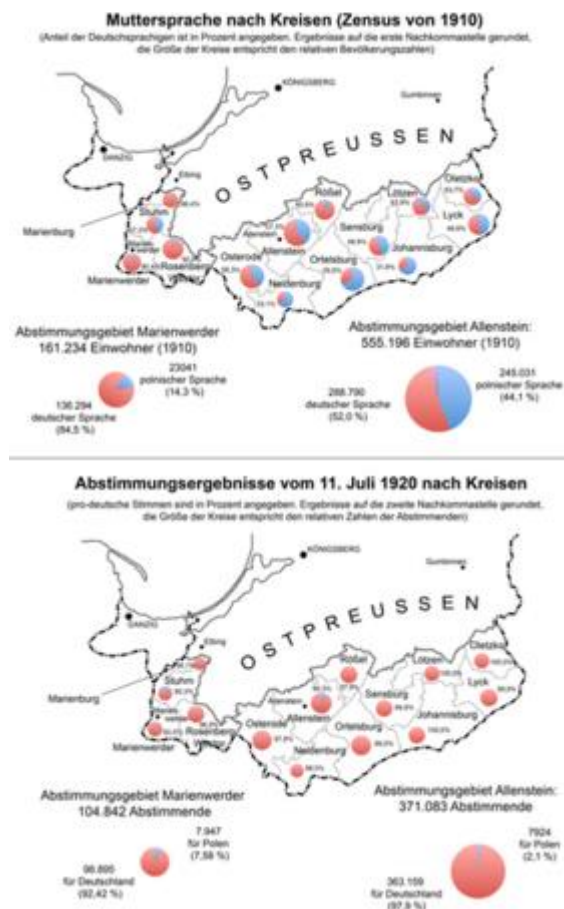 Muttersprache nach Kreisen (Zensus von 1910)
(Anteil der Deutschsprachigen ist in Prozent angegeben. Ergebnisse auf die erste Nachkommastelle gerundet,
die Größe der Kreise entspricht den relativen Bevölkerungszahlen)
KÖNIGSBERG
Gumbinnen
DANZIG
Elbing
OSTPREUSSEN
Oletzko
Rößel
Lötzen
Stuhm
Lyck
Marienburg
Allenstein
Sensburg
Allenstein
Johannisburg
Osterode
Ortelsburg
Marienwerder
Rosenberg
Neidenburg
Abstimmungsgebiet Marienwerder
161.234 Einwohner (1910)
23041
polnischer Sprache
(14,3 %)
136.294
deutscher Sprache
(84,5 %)
Abstimmungsgebiet Allenstein:
555.196 Einwohner (1910)
245.031
polnischer Sprache
(44,1 %)
288.790
deutscher Sprache
(52,0 %)
Abstimmungsergebnisse vom 11. Juli 1920 nach Kreisen
(pro-deutsche Stimmen sind in Prozent angegeben. Ergebnisse auf die zweite Nachkommastelle gerundet,
die Größe der Kreise entspricht den relativen Zahlen der Abstimmenden)
KÖNIGSBERG
Gumbinnen
DANZIG
Elbing
OSTPREUSSEN
Oletzko
Rößel
Lötzen
Stuhm
Lyck
Marienburg
Allenstein
Sensburg
Allenstein
Johannisburg
Osterode
Ortelsburg
Marienwerder
Rosenberg
Neidenburg
Abstimmungsgebiet Marienwerder
104.842 Abstimmende
7.947
für Polen
(7,58 %)
96.895
für Deutschland
(92,42 %)
Abstimmungsgebiet Allenstein:
371.083 Abstimmende
7924
für Polen
(2,1 %)
363.159
für Deutschland
(97,9 %)